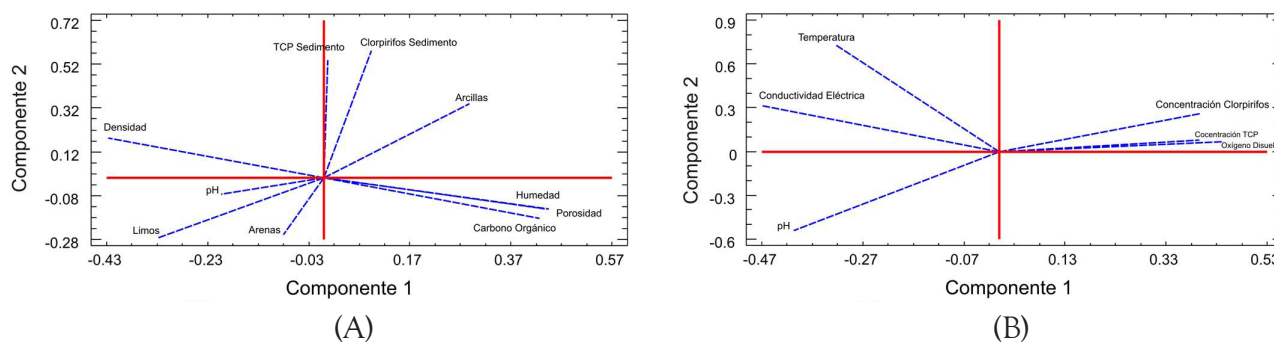 0.72
0.52
0.32
0.12
-0.08
-0.28
Componente 2
TCP Sedimento
Clorpirifos Sedimento
Arcillas
Densidad
pH
Limos
Arenas
Humedad
Porosidad
Carbono Orgánico
-0.43 -0.23 -0.03 0.17 0.37 0.57
Componente 1
(A)
0.9
0.6
0.3
0
-0.3
-0.6
Componente 2
Temperatura
Conductividad Eléctrica
Concentración Clorpirifos
Cocentración TCP
Oxígeno Disuel
pH
-0.47 -0.27 -0.07 0.13 0.33 0.53
Componente 1
(B)